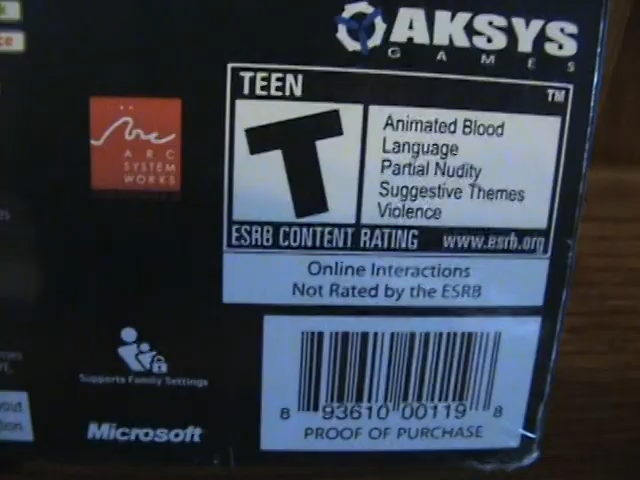 AKSYS
GAMES
TEEN
TM
T
Animated Blood
Language
Partial Nudity
Suggestive Themes
Violence
ESRB CONTENT RATING www.esrb.org
ARC
SYSTEM
WORKS
Online Interactions
Not Rated by the ESRB
Supports Family Settings
Microsoft
8 93610 00119 8
PROOF OF PURCHASE